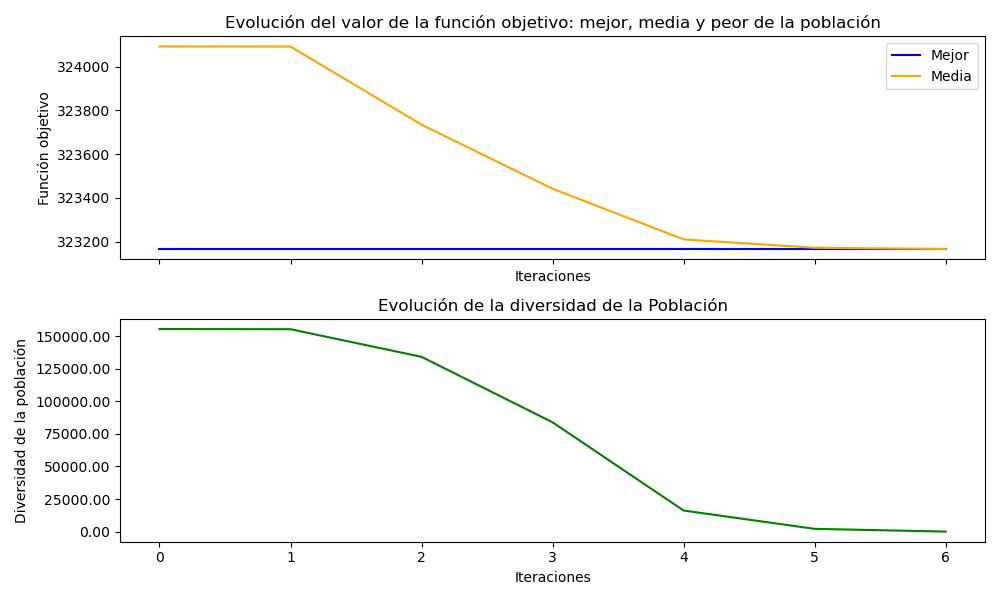 Evolución del valor de la función objetivo: mejor, media y peor de la población
Función objetivo
324000
323800
323600
323400
323200
Mejor
Media
Iteraciones
Evolución de la diversidad de la Población
Diversidad de la población
150000.00
125000.00
100000.00
75000.00
50000.00
25000.00
0.00
0 1 2 3 4 5 6
Iteraciones